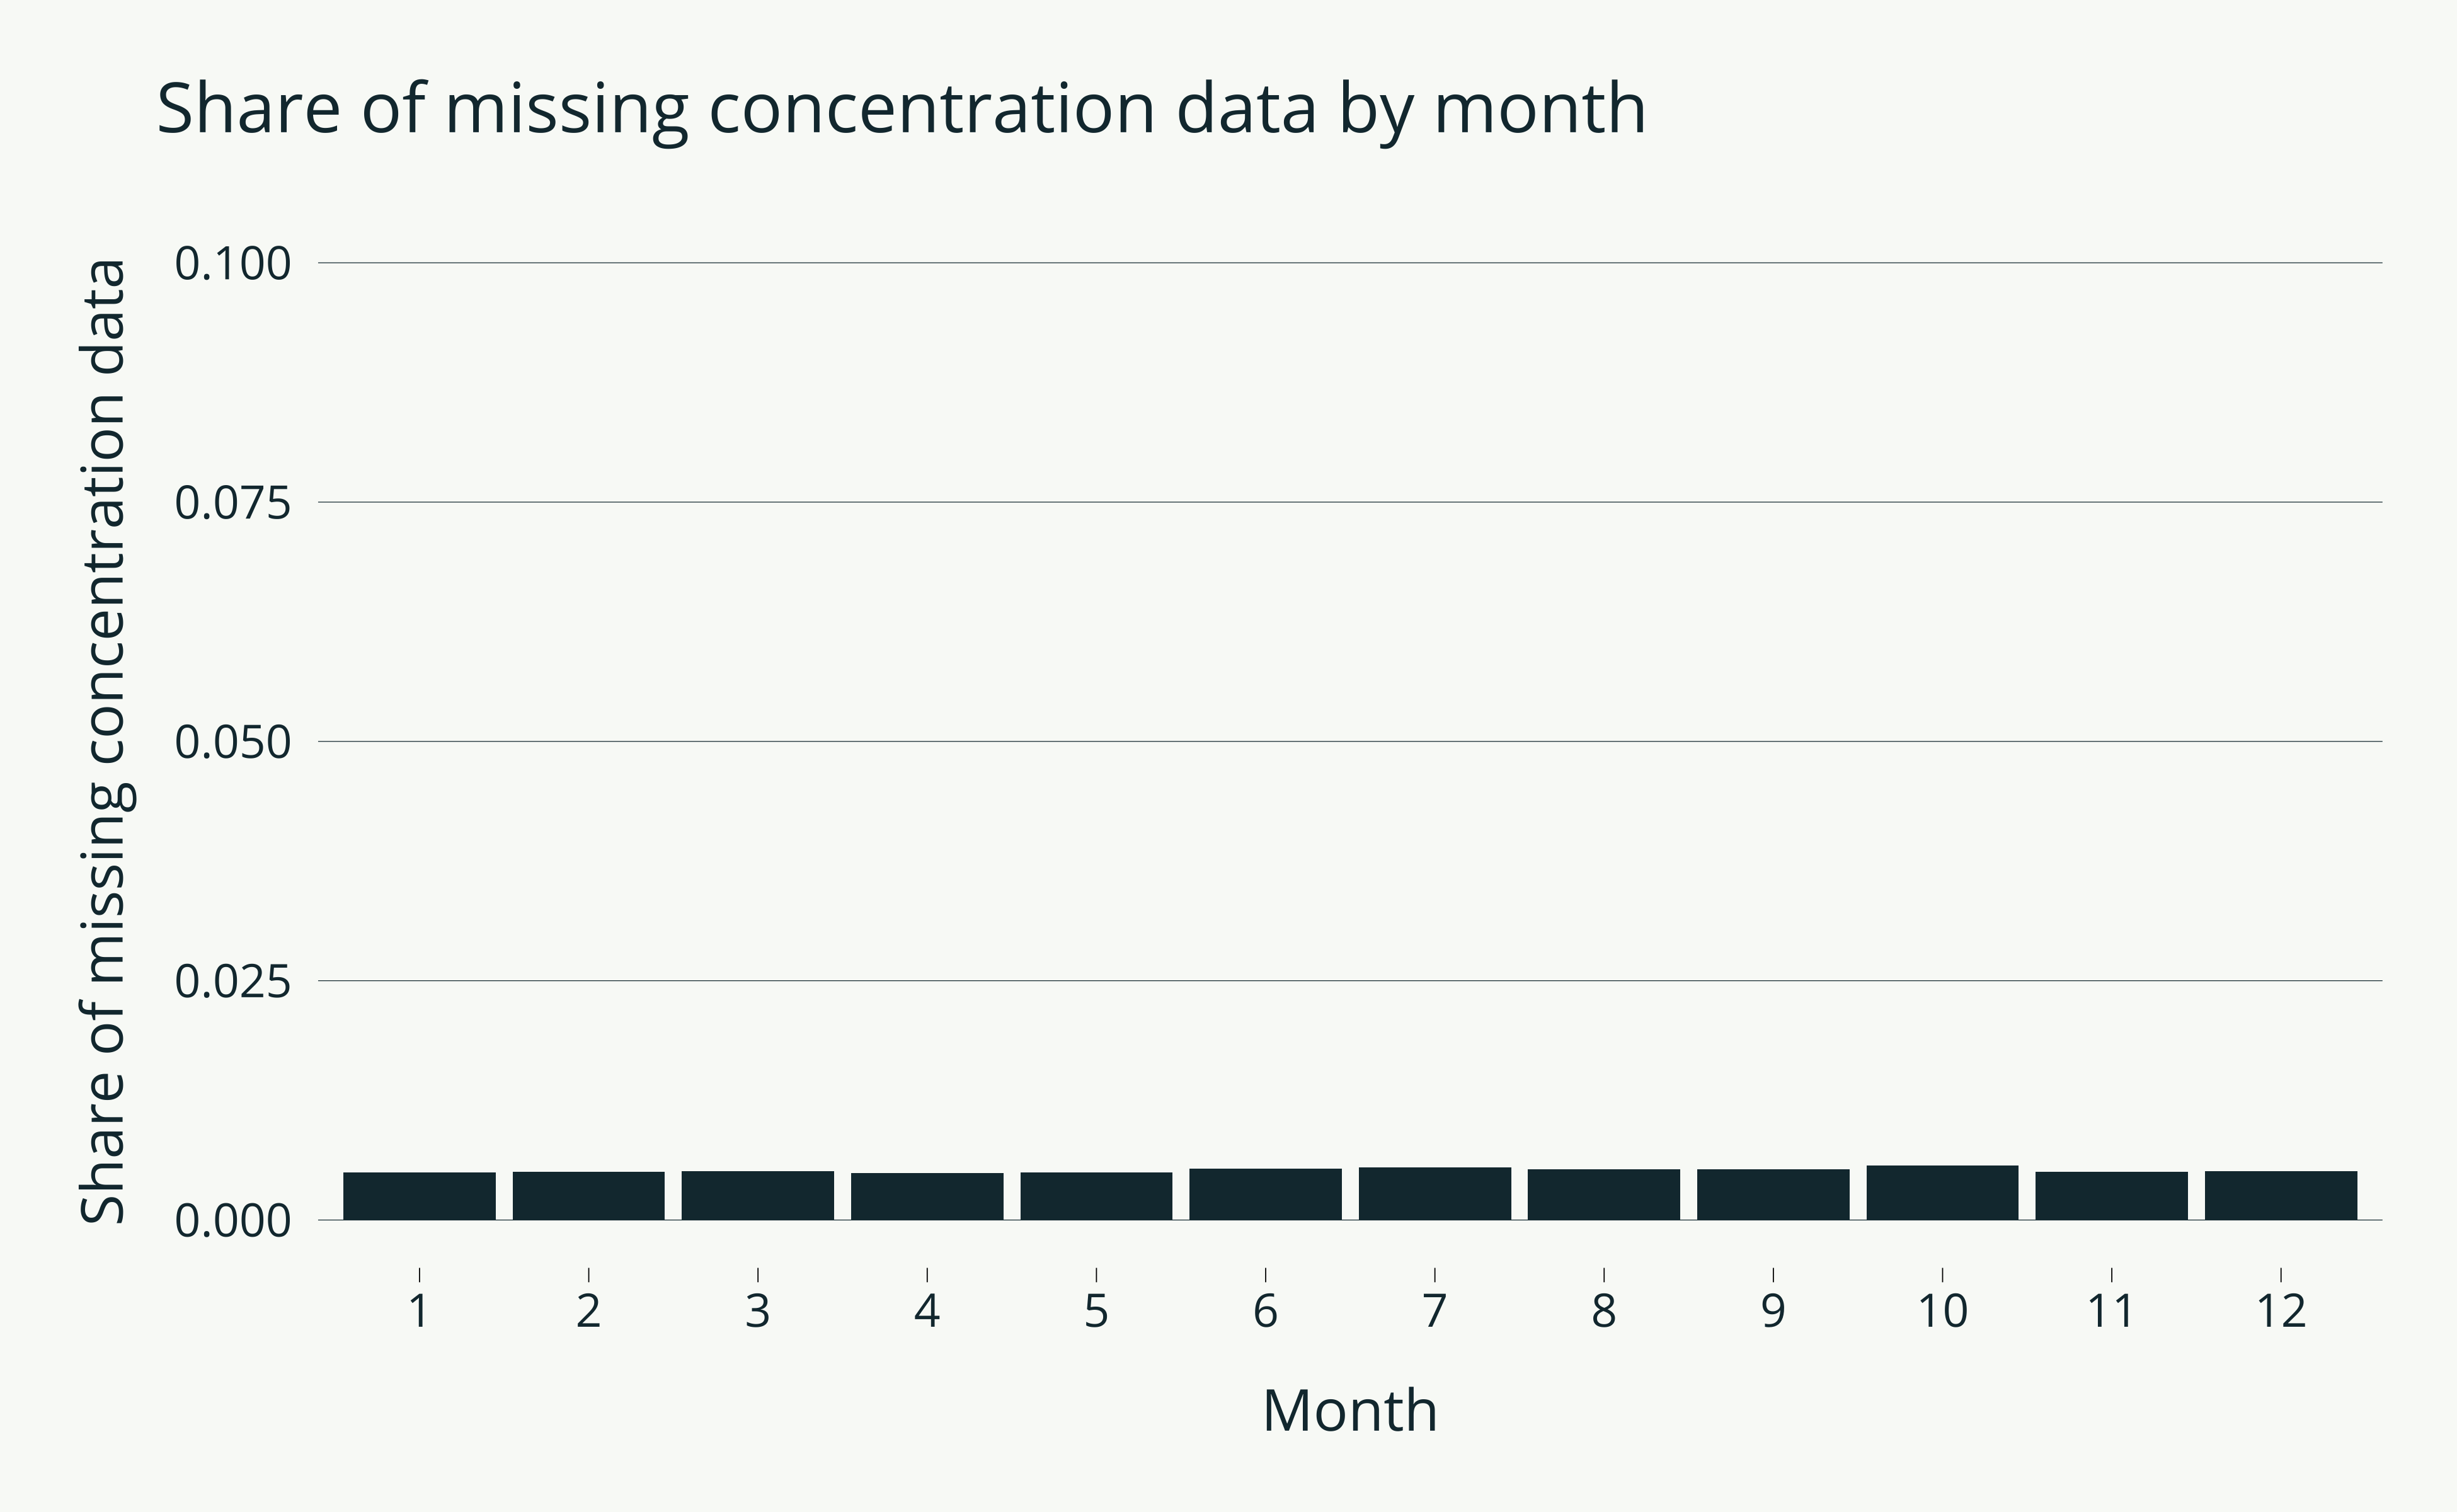 Share of missing concentration data by month
Share of missing concentration data
0.100
0.075
0.050
0.025
0.000
1 2 3 4 5 6 7 8 9 10 11 12
Month